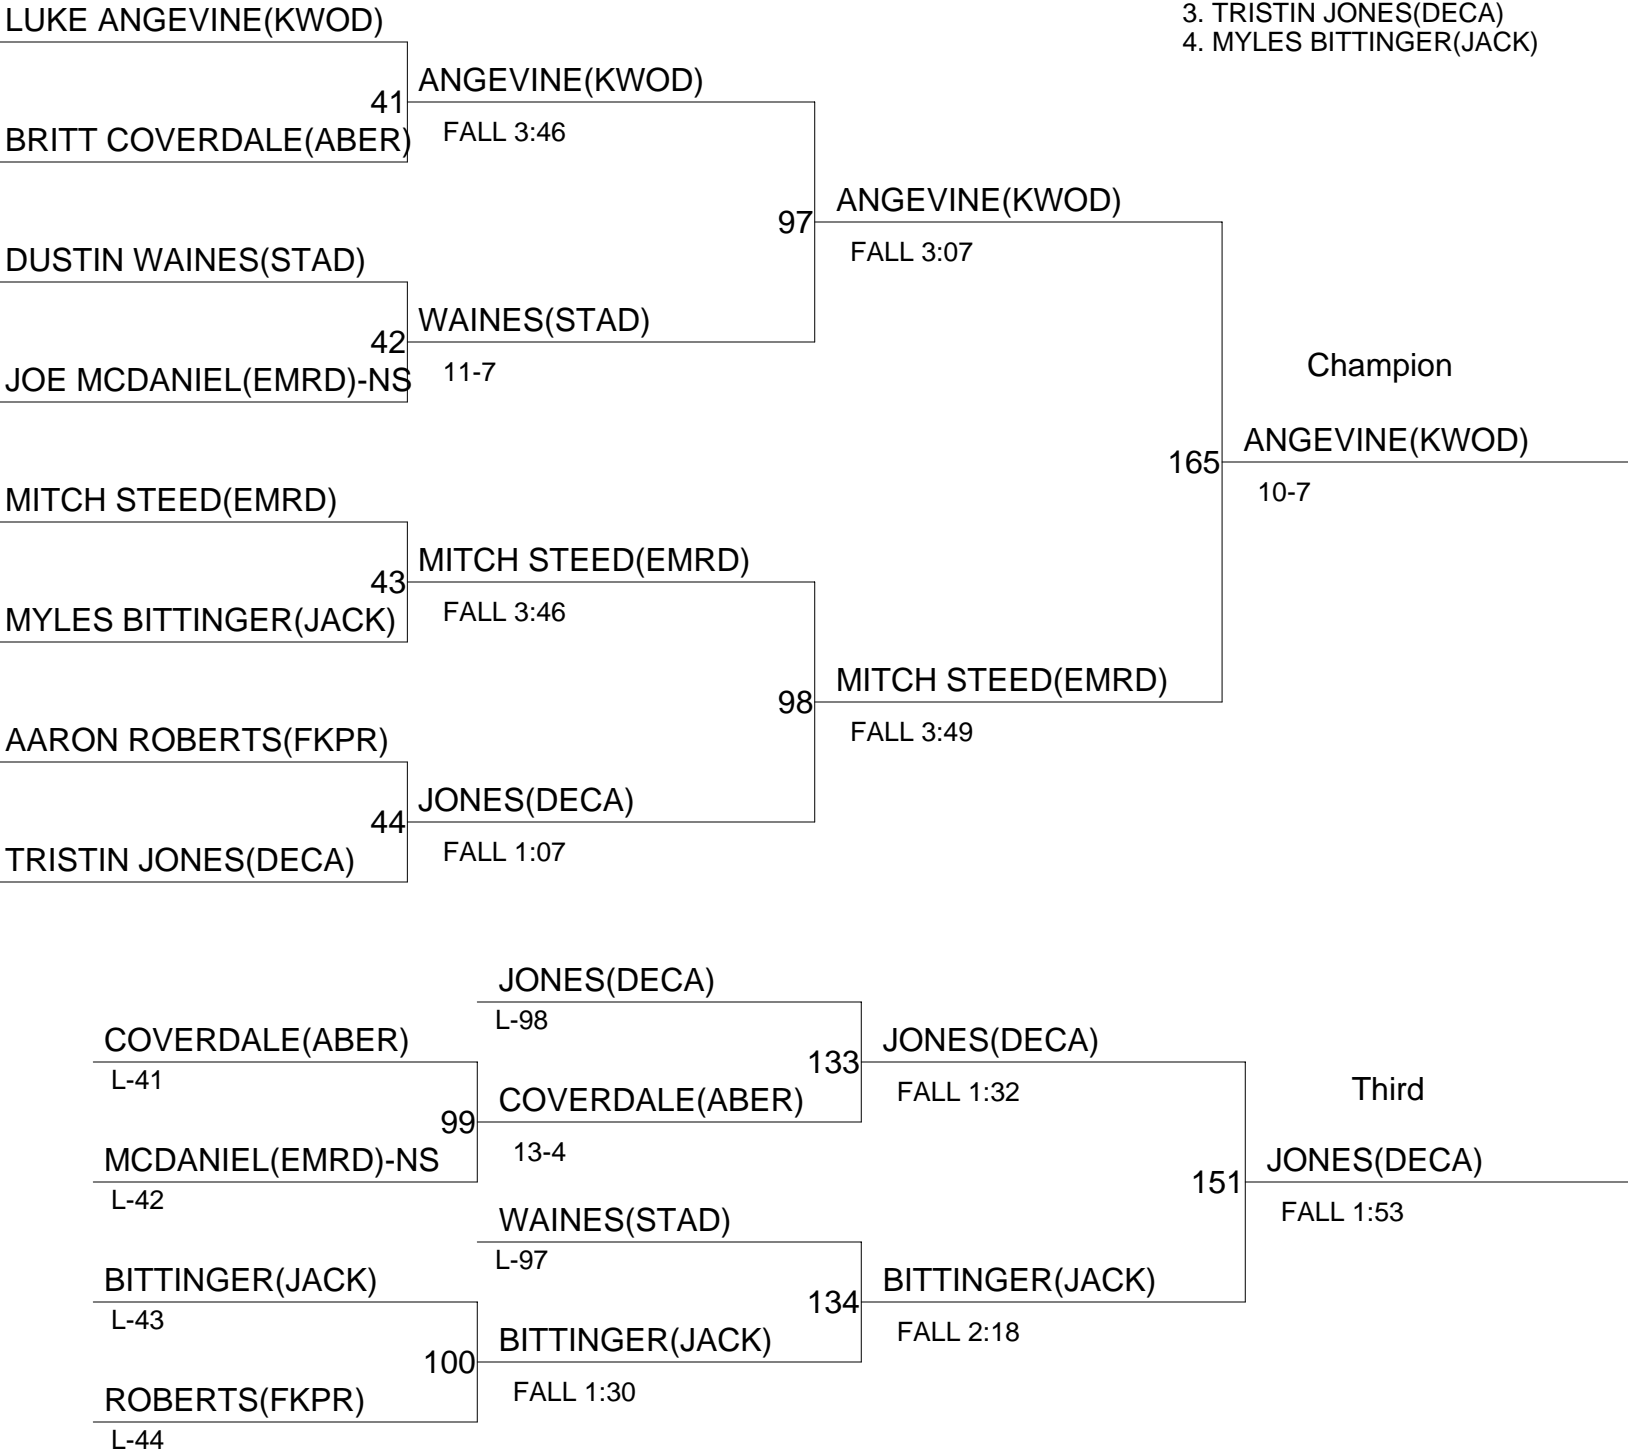 LUKE ANGEVINE(KWOD)
3. TRISTIN JONES(DECA)
4. MYLES BITTINGER(JACK)
41
ANGEVINE(KWOD)
FALL 3:46
BRITT COVERDALE(ABER)
97
ANGEVINE(KWOD)
FALL 3:07
DUSTIN WAINES(STAD)
42
WAINES(STAD)
11-7
JOE MCDANIEL(EMRD)-NS
Champion
165
ANGEVINE(KWOD)
10-7
MITCH STEED(EMRD)
43
MITCH STEED(EMRD)
FALL 3:46
MYLES BITTINGER(JACK)
98
MITCH STEED(EMRD)
FALL 3:49
AARON ROBERTS(FKPR)
44
JONES(DECA)
FALL 1:07
TRISTIN JONES(DECA)
JONES(DECA)
L-98
COVERDALE(ABER)
L-41
133
JONES(DECA)
FALL 1:32
99
COVERDALE(ABER)
13-4
MCDANIEL(EMRD)-NS
L-42
Third
151
JONES(DECA)
FALL 1:53
WAINES(STAD)
L-97
BITTINGER(JACK)
L-43
134
BITTINGER(JACK)
FALL 2:18
100
BITTINGER(JACK)
FALL 1:30
ROBERTS(FKPR)
L-44